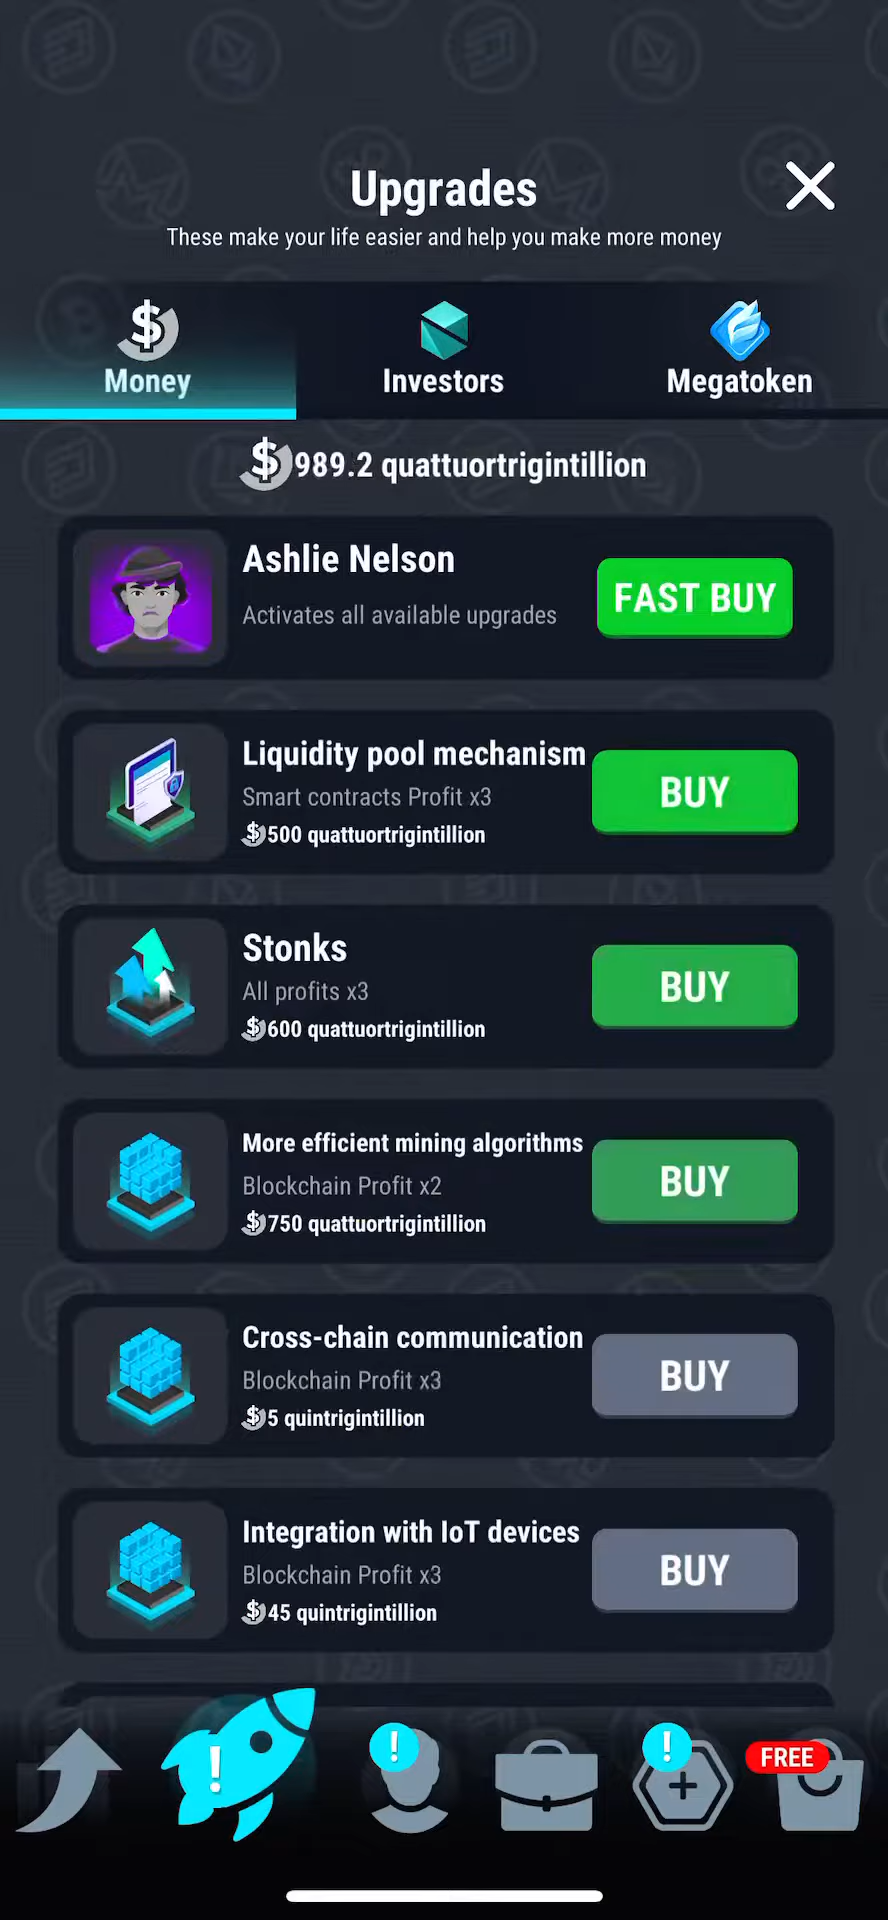 Upgrades
These make your life easier and help you make more money
Money
Investors
Megatoken
$989.2 quattuortrigintillion
Ashlie Nelson
Activates all available upgrades
FAST BUY
Liquidity pool mechanism
Smart contracts Profit x3
$500 quattuortrigintillion
BUY
Stonks
All profits x3
$600 quattuortrigintillion
BUY
More efficient mining algorithms
Blockchain Profit x2
$750 quattuortrigintillion
BUY
Cross-chain communication
Blockchain Profit x3
$5 quintrigintillion
BUY
Integration with IoT devices
Blockchain Profit x3
$45 quintrigintillion
BUY
!
!
!
FREE